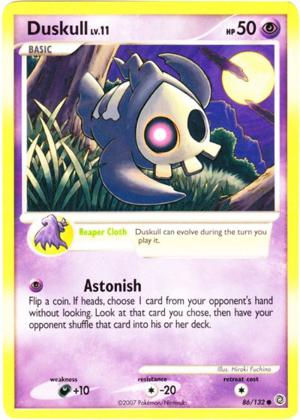 Duskull LV.11 HP 50
BASIC
Illus. Hiroki Fuchino
Reaper Cloth Duskull can evolve during the turn you
play it.
Astonish
Flip a coin. If heads, choose 1 card from your opponent's hand
without looking. Look at that card you chose, then have your
opponent shuffle that card into his or her deck.
weakness resistance retreat cost
+10 -20
©2007 Pokémon/Nintendo 86/132